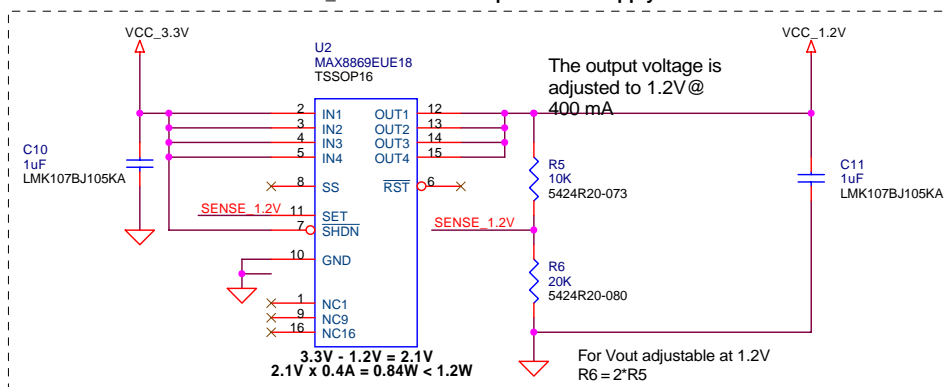 VCC_3.3V
VCC_1.2V
U2
MAX8869EUE18
TSSOP16
The output voltage is
adjusted to 1.2V@
400 mA
2 IN1 OUT1 12
3 IN2 OUT2 13
4 IN3 OUT3 14
5 IN4 OUT4 15
C10
1uF
LMK107BJ105KA
R5
10K
5424R20-073
C11
1uF
LMK107BJ105KA
8 SS RST 6
SENSE_1.2V 11 SET
7 SHDN
SENSE_1.2V
10 GND
R6
20K
5424R20-080
1 NC1
9 NC9
16 NC16
3.3V - 1.2V = 2.1V
2.1V x 0.4A = 0.84W < 1.2W
For Vout adjustable at 1.2V
R6=2*R5